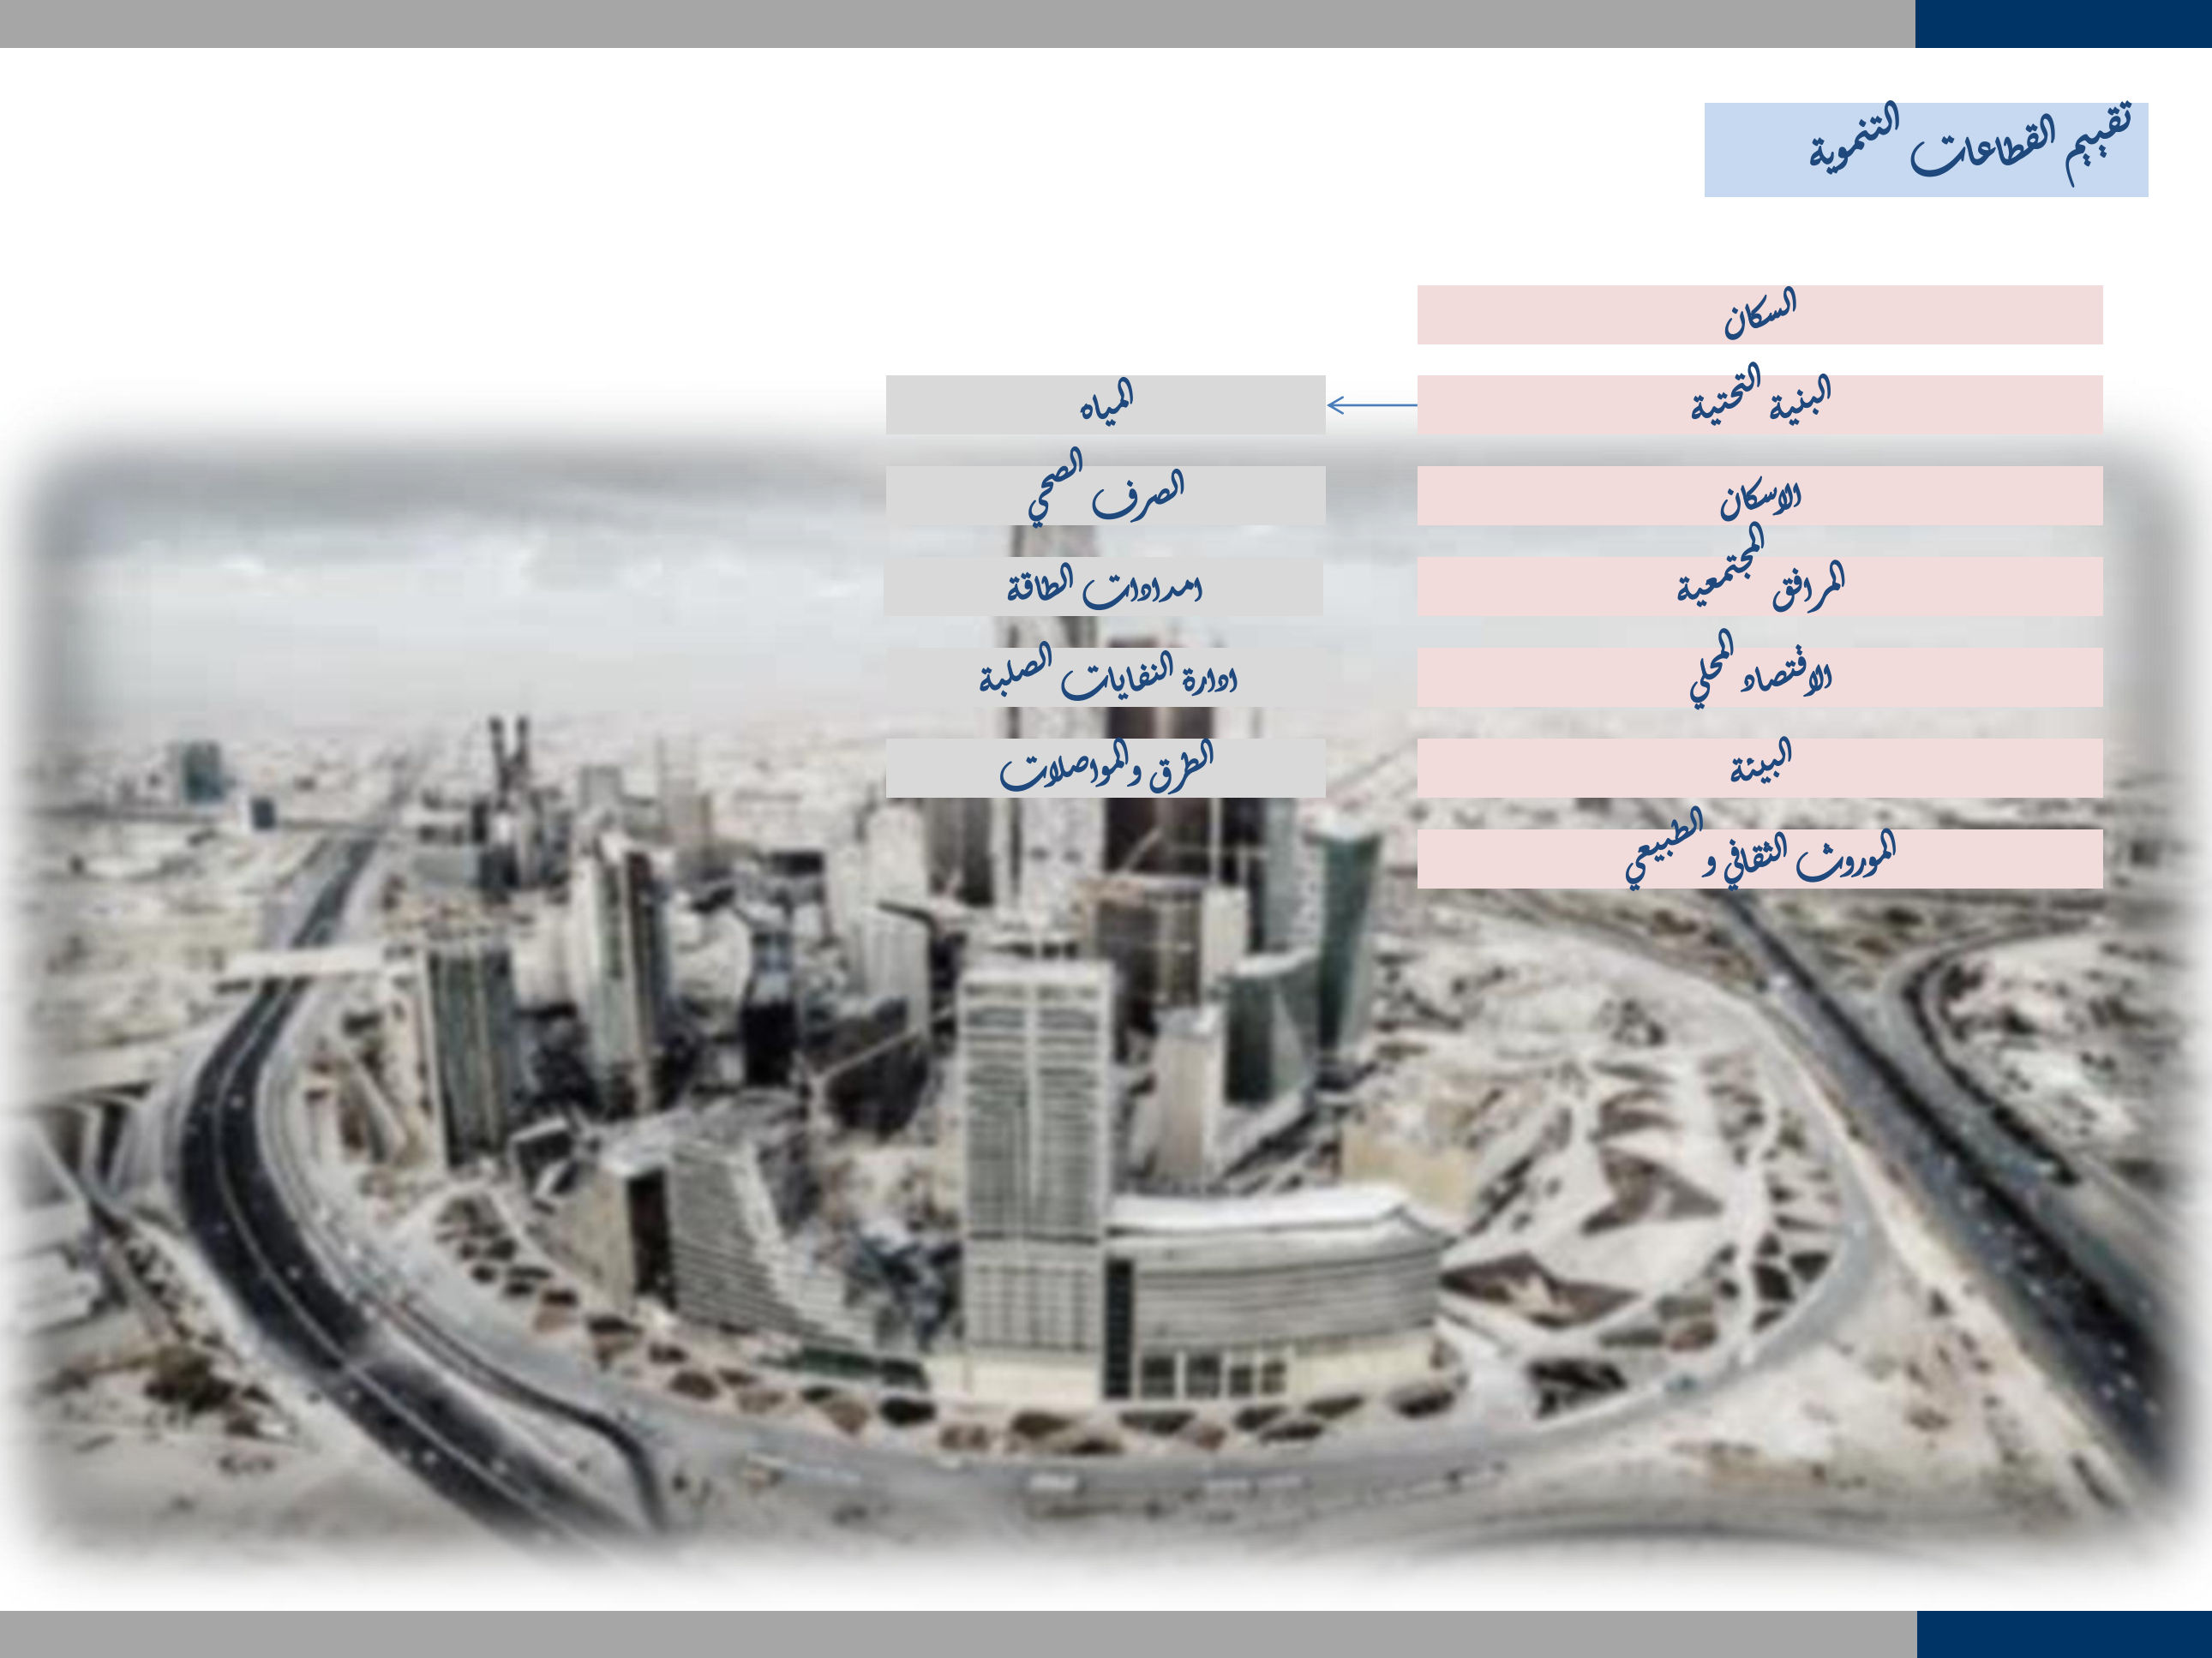 تقييم القطاعات التنموية
السكان
البنية التحتية
المياه
الاسكان
الصرف الصحي
المرافق المجتمعية
امدادات الطاقة
الاقتصاد المحلي
ادارة النفايات الصلبة
البيئة
الطرق والمواصلات
الموروث الثقافي و الطبيعي